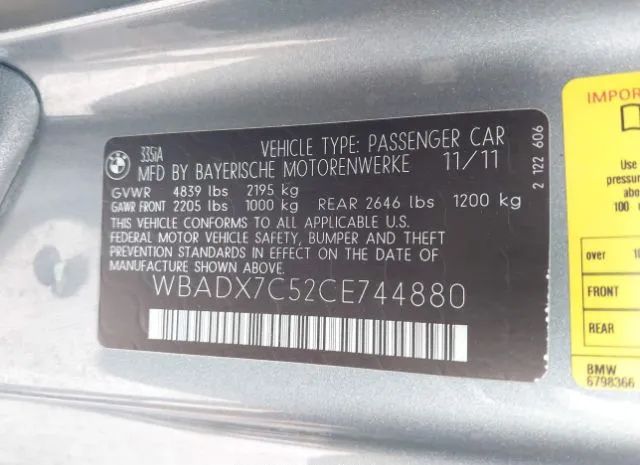 BMW
335iA
VEHICLE TYPE: PASSENGER CAR
MFD BY BAYERISCHE MOTORENWERKE 11/11
GVWR 4839 lbs 2195 kg
GAWR FRONT 2205 lbs 1000 kg REAR 2646 lbs 1200 kg
THIS VEHICLE CONFORMS TO ALL APPLICABLE U.S.
FEDERAL MOTOR VEHICLE SAFETY, BUMPER AND THEFT
PREVENTION STANDARDS IN EFFECT ON THE DATE OF
MANUFACTURE SHOWN ABOVE.
WBADX7C52CE744880
2 122 606
IMPOR
Use
pressu
about
100
over 10
FRONT
REAR
BMW
6798366